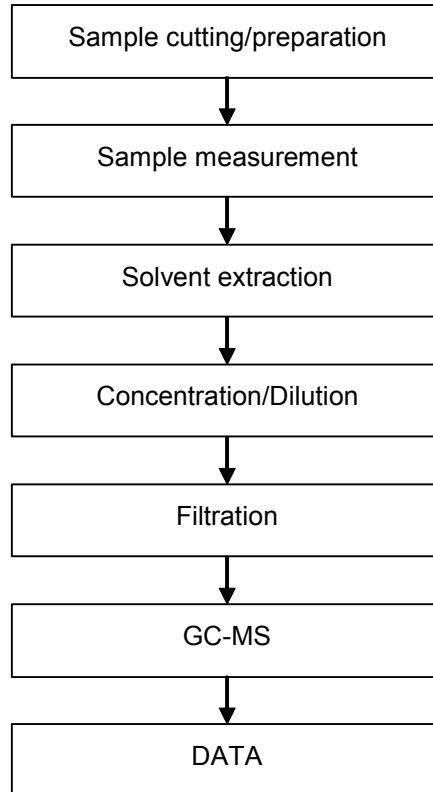 Sample cutting/preparation
Sample measurement
Solvent extraction
Concentration/Dilution
Filtration
GC-MS
DATA